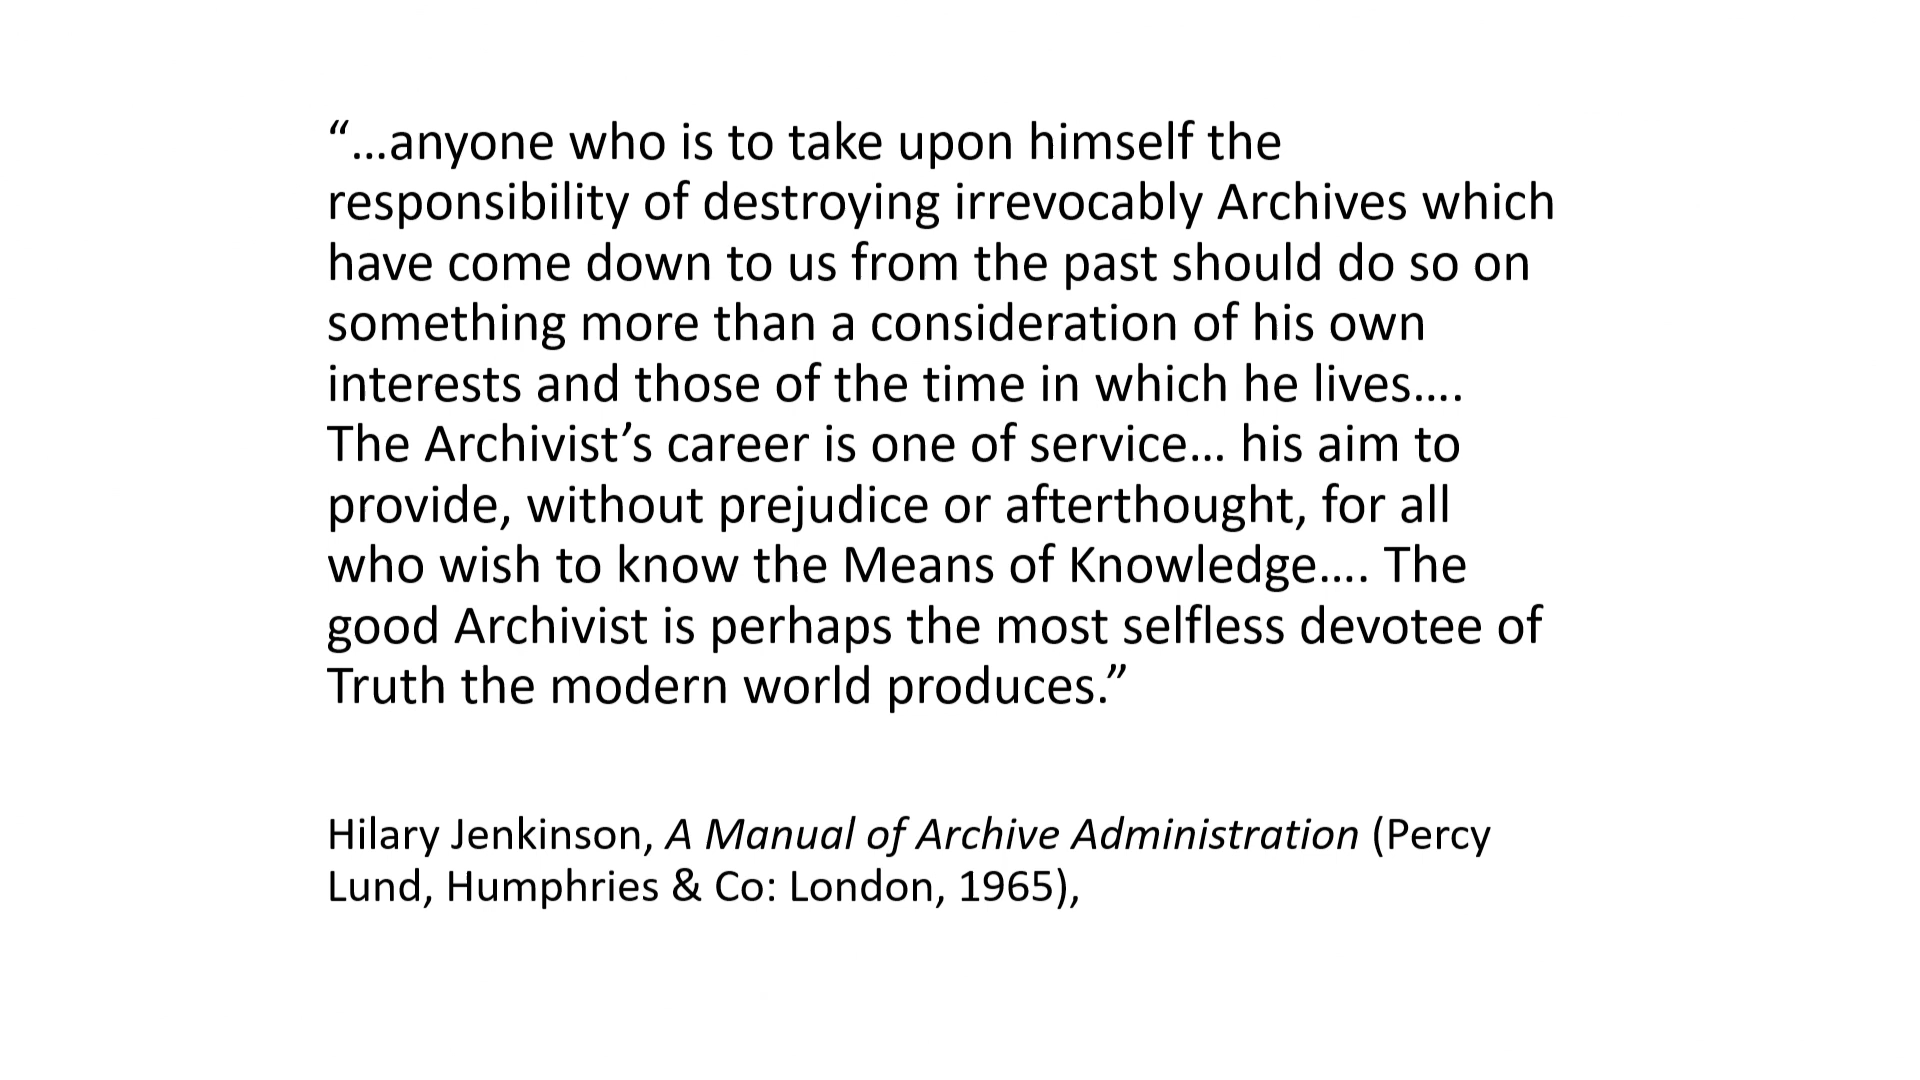 “…anyone who is to take upon himself the
responsibility of destroying irrevocably Archives which
have come down to us from the past should do so on
something more than a consideration of his own
interests and those of the time in which he lives….
The Archivist’s career is one of service… his aim to
provide, without prejudice or afterthought, for all
who wish to know the Means of Knowledge…. The
good Archivist is perhaps the most selfless devotee of
Truth the modern world produces.”
Hilary Jenkinson, A Manual of Archive Administration (Percy
Lund, Humphries & Co: London, 1965),